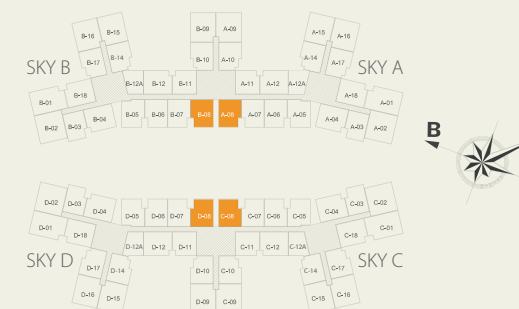 B-09 A-09
B-16 B-15 A-15 A-16
B-17 B-14 B-10 A-10 A-14 A-17
SKY B SKY A
B-12A B-12 B-11 A-11 A-12 A-12A
B-01 B-18 A-18 A-01
B-02 B-03 B-04 B-05 B-06 B-07 B-08 A-08 A-07 A-06 A-05 A-04 A-03 A-02
B
D-02 D-03 D-04 D-05 D-06 D-07 D-08 C-08 C-07 C-06 C-05 C-04 C-03 C-02
D-01 D-18 C-18 C-01
D-12A D-12 D-11 C-11 C-12 C-12A
SKY D SKY C
D-17 D-14 D-10 C-10 C-14 C-17
D-16 D-15 D-09 C-09 C-15 C-16